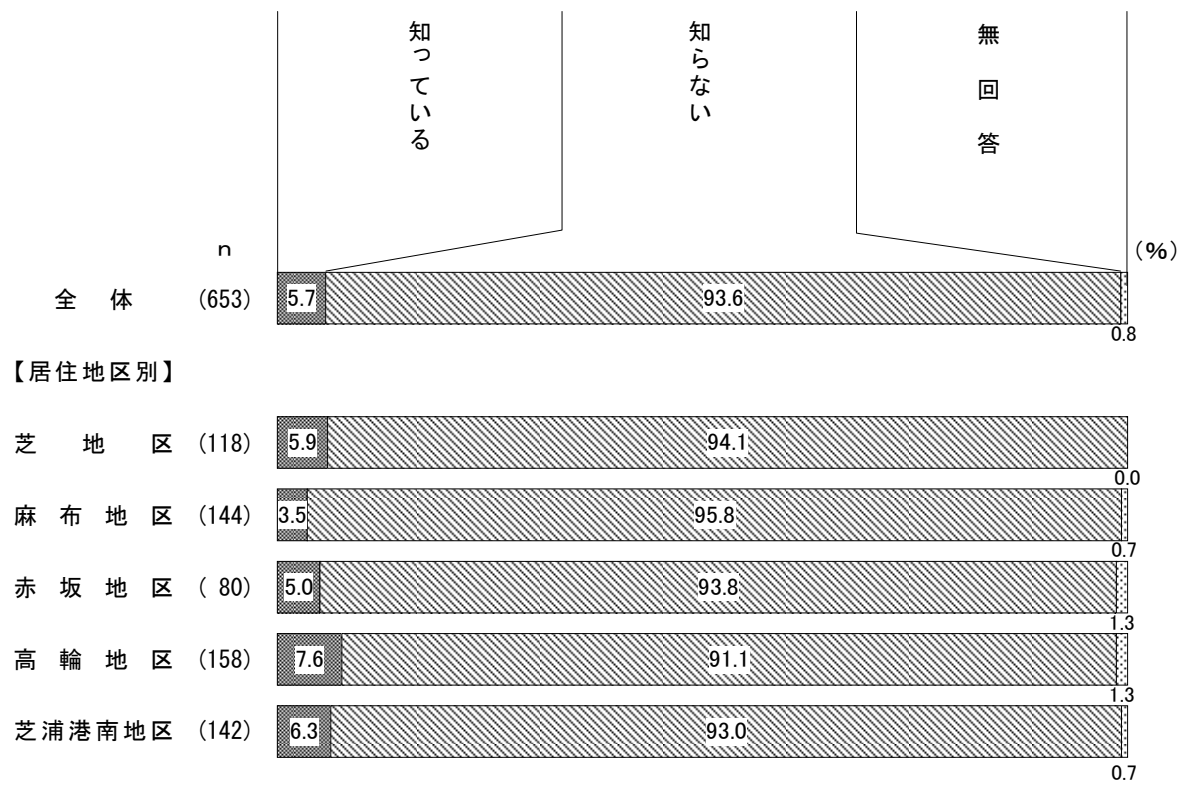 知っている
知らない
無回答
n
(%)
全体 (653) 5.7 93.6 0.8
【居住地区別】
芝地区 (118) 5.9 94.1 0.0
麻布地区 (144) 3.5 95.8 0.7
赤坂地区 ( 80) 5.0 93.8 1.3
高輪地区 (158) 7.6 91.1 1.3
芝浦港南地区 (142) 6.3 93.0 0.7